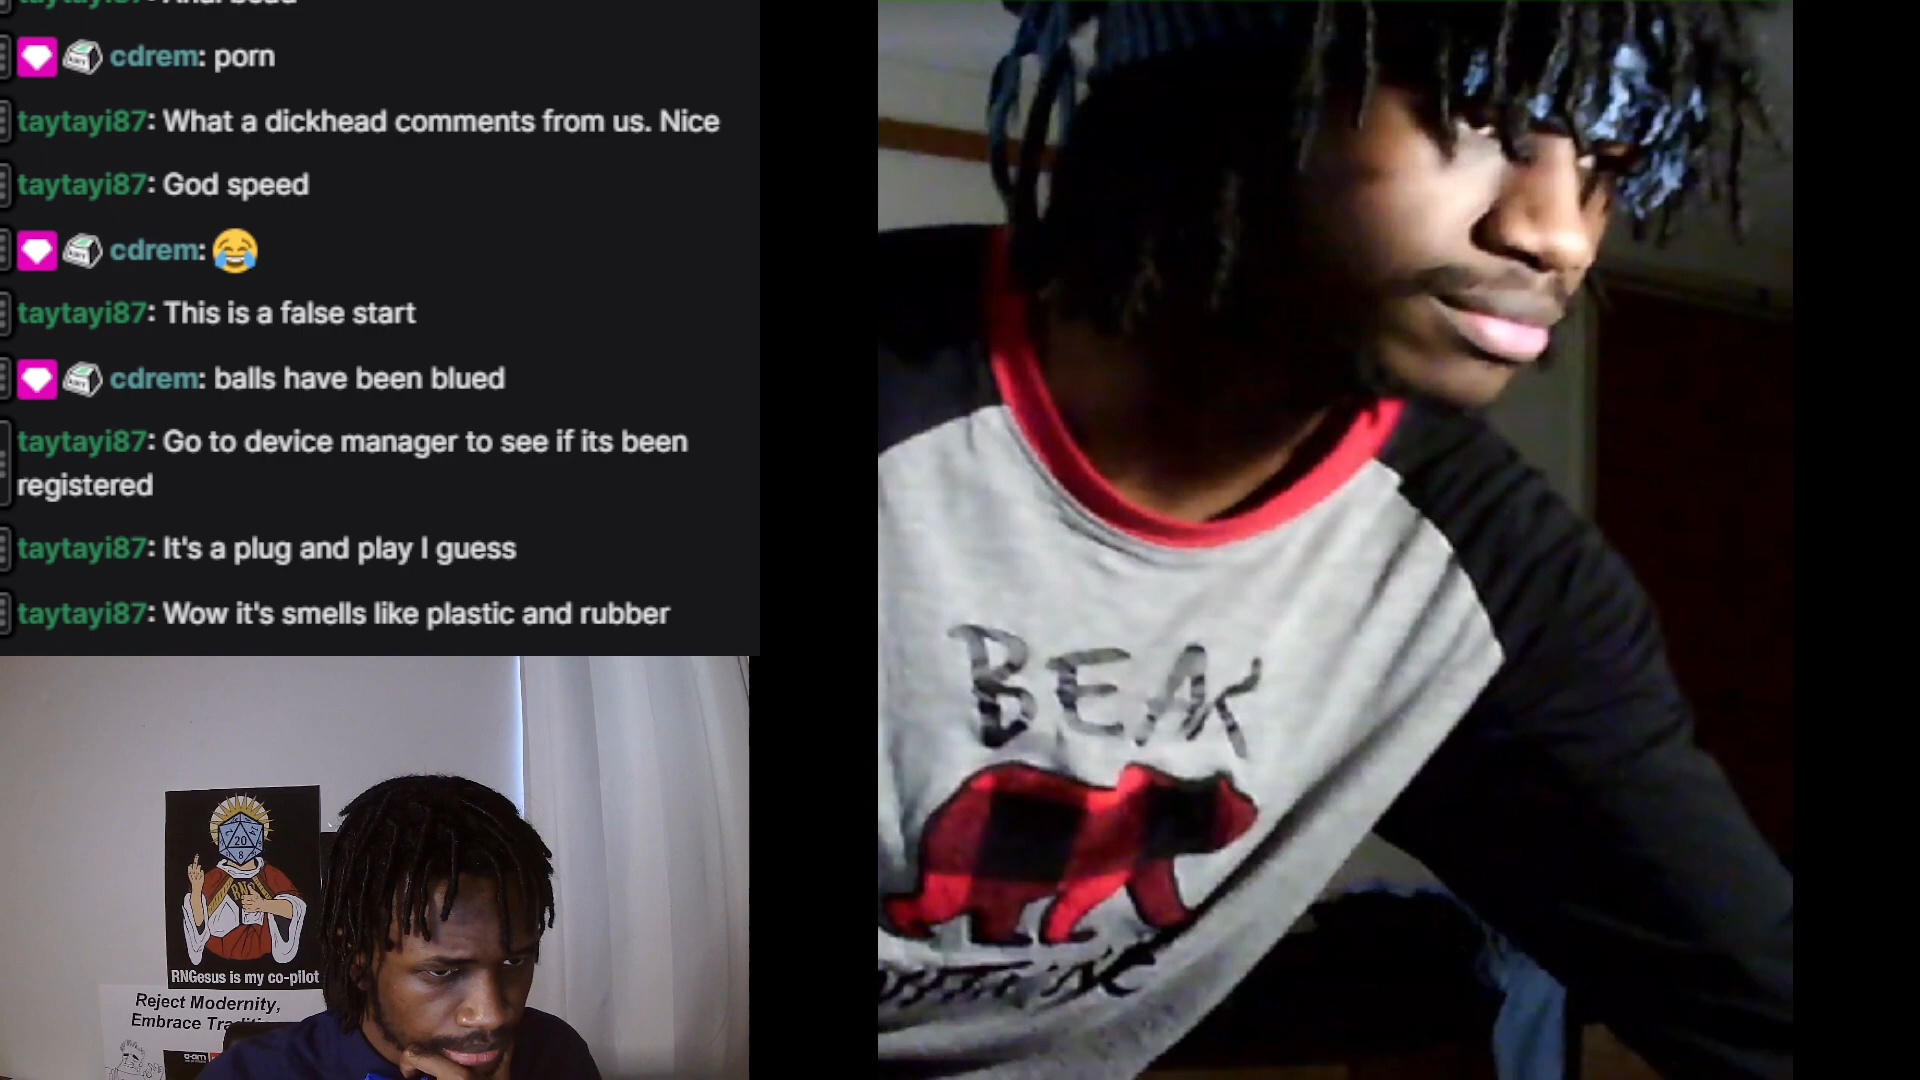 cdrem: porn
taytayi87: What a dickhead comments from us. Nice
taytayi87: God speed
cdrem: 😂
taytayi87: This is a false start
cdrem: balls have been blued
taytayi87: Go to device manager to see if its been
registered
taytayi87: It's a plug and play I guess
taytayi87: Wow it's smells like plastic and rubber
20
8
RNGesus is my co-pilot
Reject Modernity,
Embrace
BEAR